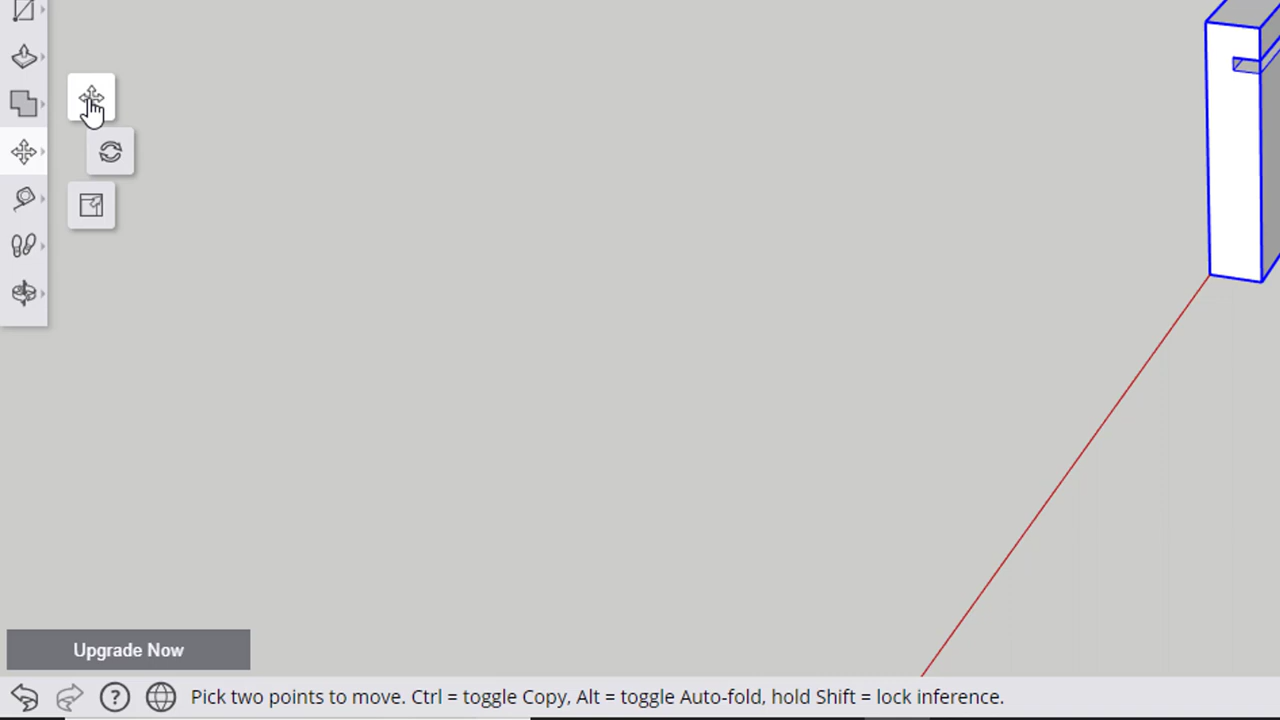 Upgrade Now
Pick two points to move. Ctrl = toggle Copy, Alt = toggle Auto-fold, hold Shift = lock inference.